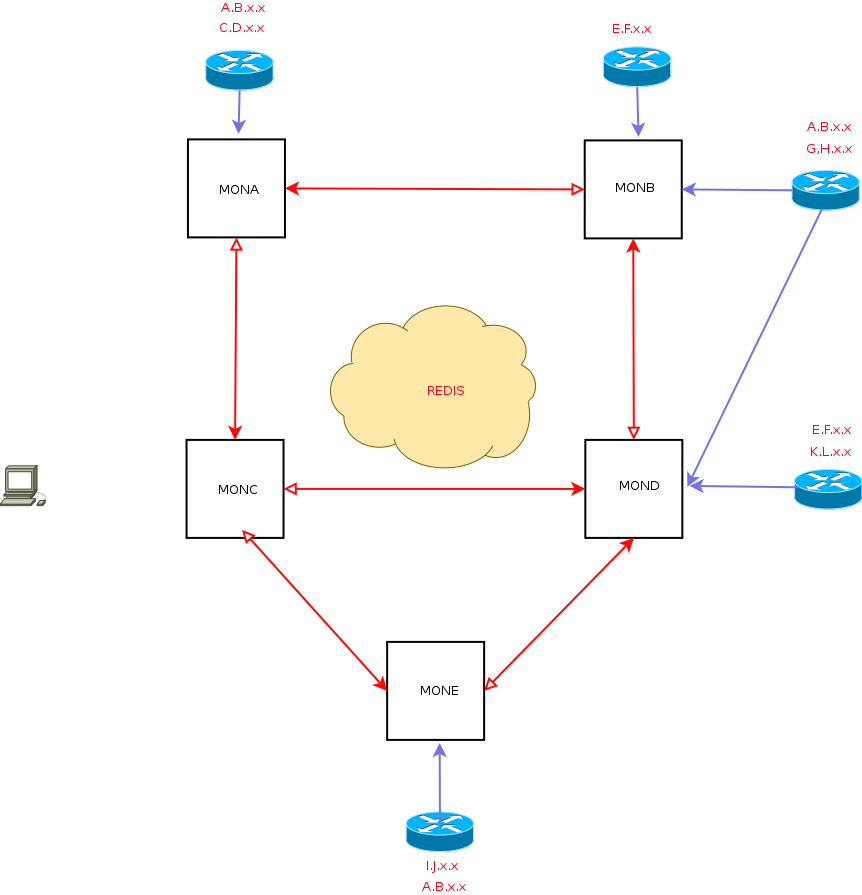 A.B.x.x
C.D.x.x
E.F.x.x
A.B.x.x
G,H.x.x
MONA
MONB
REDIS
E.F.x.x
K.L.x.x
MONC
MOND
MONE
I.J.x.x
A.B.x.x